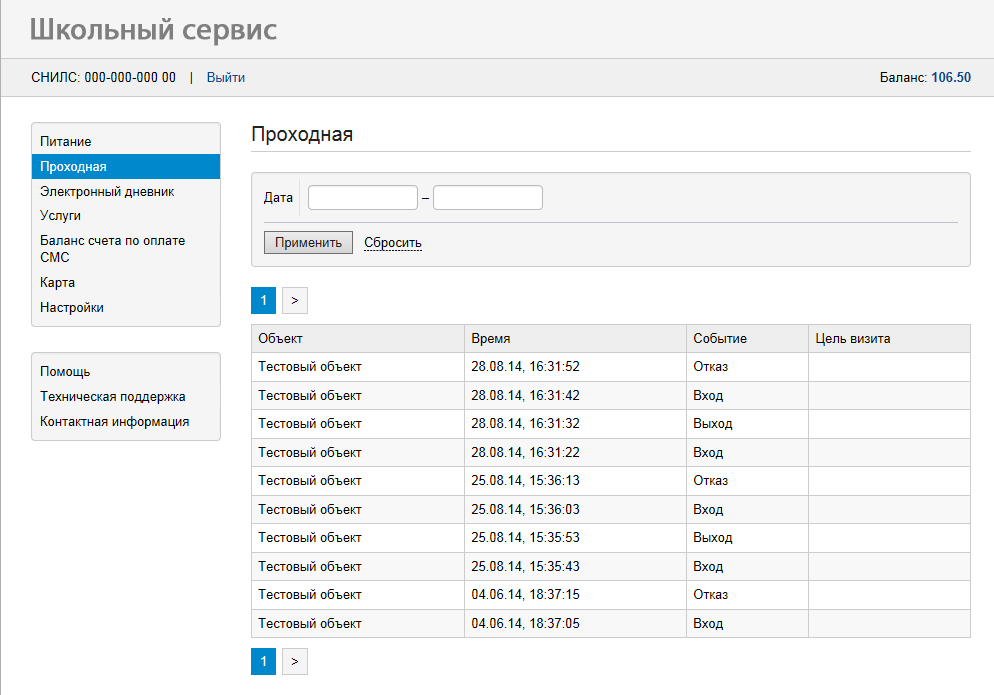 Школьный сервис
СНИЛС: 000-000-000 00 | Выйти Баланс: 106.50
Питание
Проходная
Электронный дневник
Услуги
Баланс счета по оплате
СМС
Карта
Настройки
Помощь
Техническая поддержка
Контактная информация
Проходная
Дата –
Применить Сбросить
1 >
Объект Время Событие Цель визита
Тестовый объект 28.08.14, 16:31:52 Отказ
Тестовый объект 28.08.14, 16:31:42 Вход
Тестовый объект 28.08.14, 16:31:32 Выход
Тестовый объект 28.08.14, 16:31:22 Вход
Тестовый объект 25.08.14, 15:36:13 Отказ
Тестовый объект 25.08.14, 15:36:03 Вход
Тестовый объект 25.08.14, 15:35:53 Выход
Тестовый объект 25.08.14, 15:35:43 Вход
Тестовый объект 04.06.14, 18:37:15 Отказ
Тестовый объект 04.06.14, 18:37:05 Вход
1 >